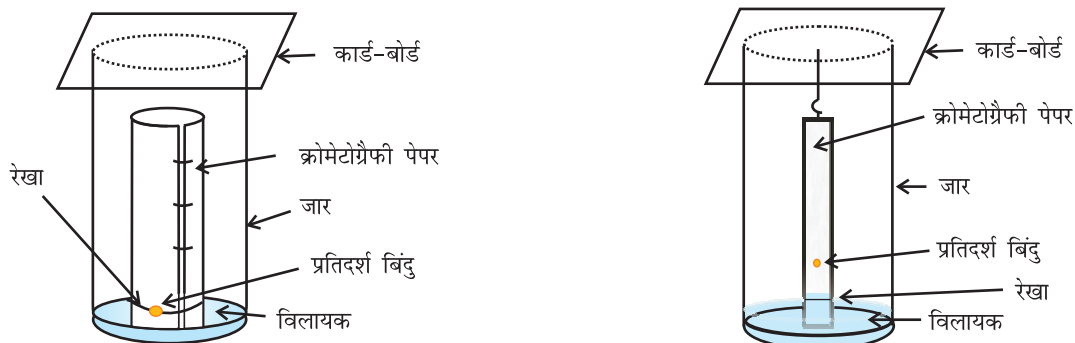 कार्ड-बोर्ड
क्रोमेटोग्रैफी पेपर
रेखा
जार
प्रतिदर्श बिंदु
विलायक
कार्ड-बोर्ड
क्रोमेटोग्रैफी पेपर
जार
प्रतिदर्श बिंदु
रेखा
विलायक